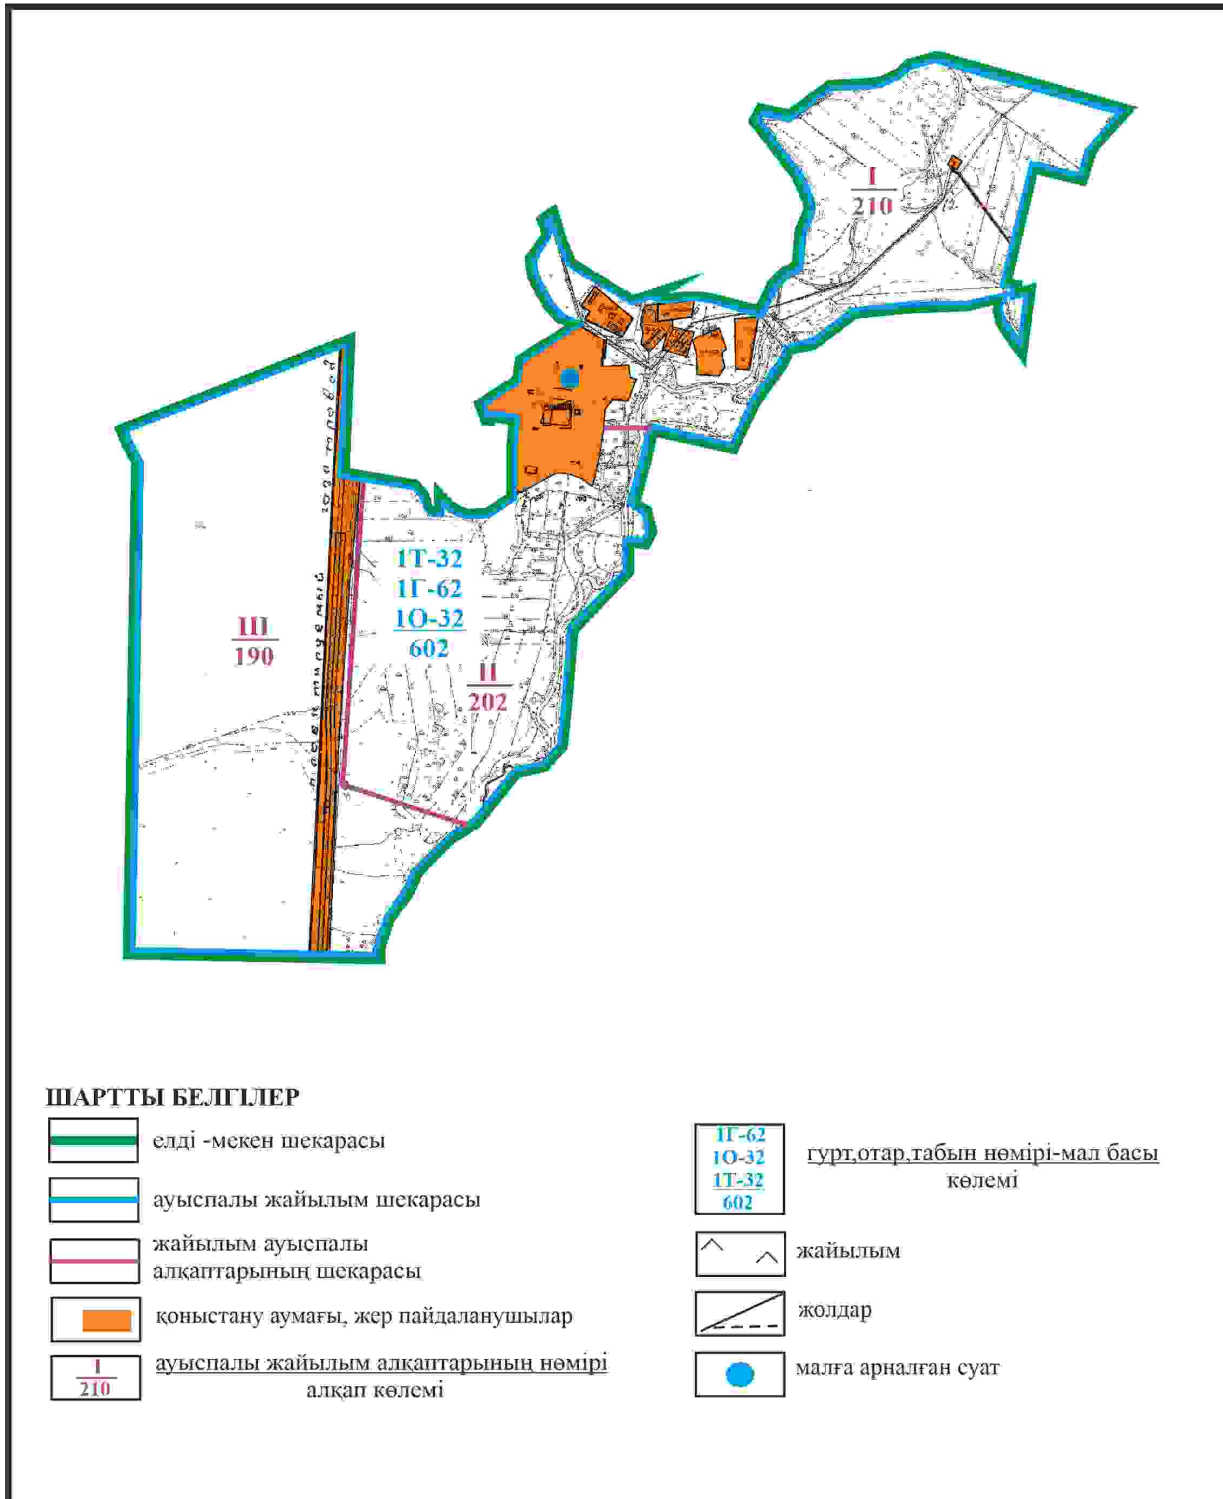 I
210
1Т-32
1Г-62
1О-32
602
III
190
II
202
ШАРТТЫ БЕЛГІЛЕР
елді -мекен шекарасы
ауыспалы жайылым шекарасы
жайылым ауыспалы
алқаптарының шекарасы
қоныстану аумағы, жер пайдаланушылар
I
210
ауыспалы жайылым алқаптарының нөмірі
алқап көлемі
1Г-62
1О-32
1Т-32
602
гурт,отар,табын нөмірі-мал басы
көлемі
жайылым
жолдар
малға арналған суат